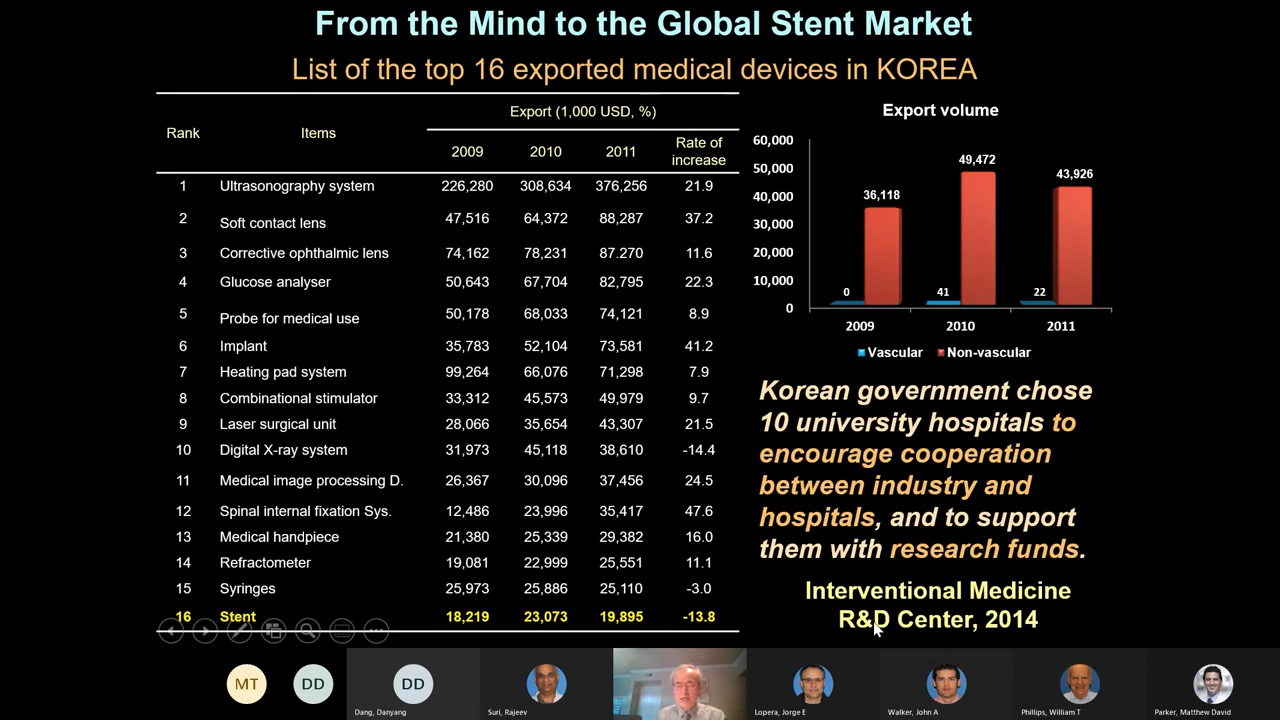 From the Mind to the Global Stent Market
List of the top 16 exported medical devices in KOREA
Rank Items Export (1,000 USD, %)
2009 2010 2011 Rate of increase
1 Ultrasonography system 226,280 308,634 376,256 21.9
2 Soft contact lens 47,516 64,372 88,287 37.2
3 Corrective ophthalmic lens 74,162 78,231 87.270 11.6
4 Glucose analyser 50,643 67,704 82,795 22.3
5 Probe for medical use 50,178 68,033 74,121 8.9
6 Implant 35,783 52,104 73,581 41.2
7 Heating pad system 99,264 66,076 71,298 7.9
8 Combinational stimulator 33,312 45,573 49,979 9.7
9 Laser surgical unit 28,066 35,654 43,307 21.5
10 Digital X-ray system 31,973 45,118 38,610 -14.4
11 Medical image processing D. 26,367 30,096 37,456 24.5
12 Spinal internal fixation Sys. 12,486 23,996 35,417 47.6
13 Medical handpiece 21,380 25,339 29,382 16.0
14 Refractometer 19,081 22,999 25,551 11.1
15 Syringes 25,973 25,886 25,110 -3.0
16 Stent 18,219 23,073 19,895 -13.8
Export volume
60,000
50,000
40,000
30,000
20,000
10,000
0
0 36,118
41 49,472
22 43,926
2009 2010 2011
Vascular Non-vascular
Korean government chose
10 university hospitals to
encourage cooperation
between industry and
hospitals, and to support
them with research funds.
Interventional Medicine
R&D Center, 2014
MT DD DD
Dang, Danyang Suri, Rajeev Lopera, Jorge E Walker, John A Phillips, William T Parker, Matthew David